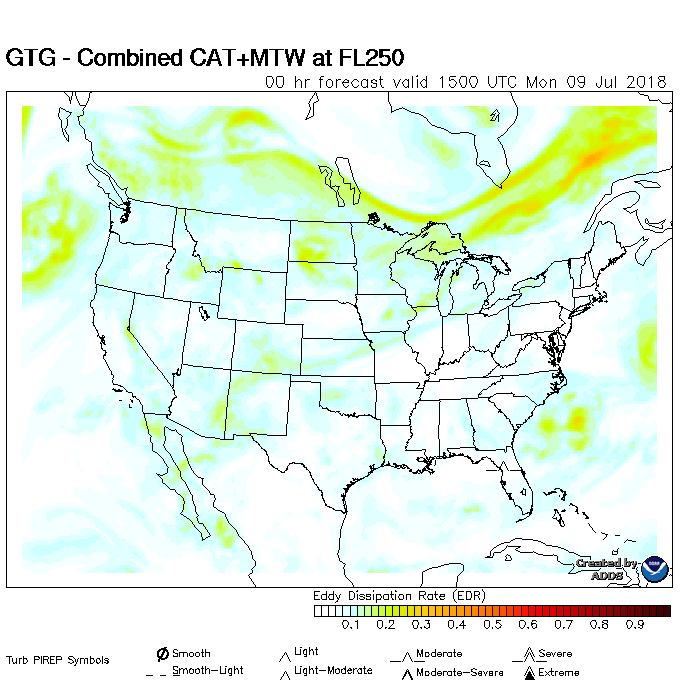 GTG - Combined CAT+MTW at FL250
00 hr forecast valid 1500 UTC Mon 09 Jul 2018
Created by
ADDS
Eddy Dissipation Rate (EDR)
0.1 0.2 0.3 0.4 0.5 0.6 0.7 0.8 0.9
Turb PIREP Symbols
Smooth Light Moderate Severe
Smooth-Light Light-Moderate Moderate-Severe Extreme